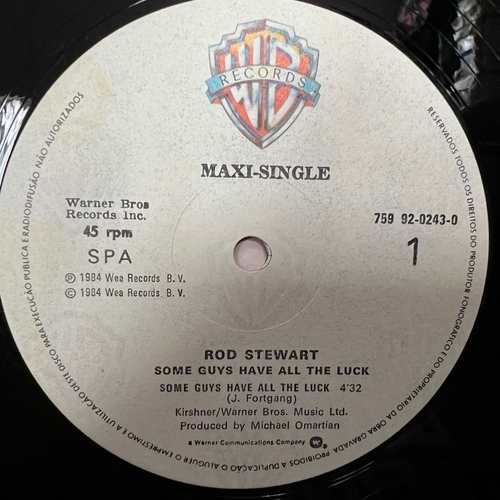 WB
RECORDS
MAXI-SINGLE
Warner Bros
Records Inc.
45 rpm
SPA
℗ 1984 Wea Records B. V.
© 1984 Wea Records B. V.
759 92-0243-0
1
ROD STEWART
SOME GUYS HAVE ALL THE LUCK
SOME GUYS HAVE ALL THE LUCK 4'32
(J. Fortgang)
Kirshner/Warner Bros. Music Ltd.
Produced by Michael Omartian
a Warner Communications Company
RESERVADOS TODOS OS DIREITOS DO PRODUTOR FONOGRÁFICO E DO PROPRIETÁRIO DA OBRA GRAVADA
PROIBIDOS A DUPLICAÇÃO O ALUGUER O EMPRÉSTIMO E A UTILIZAÇÃO DESTE DISCO PARA EXECUÇÃO PÚBLICA E RADIODIFUSÃO NÃO AUTORIZADOS